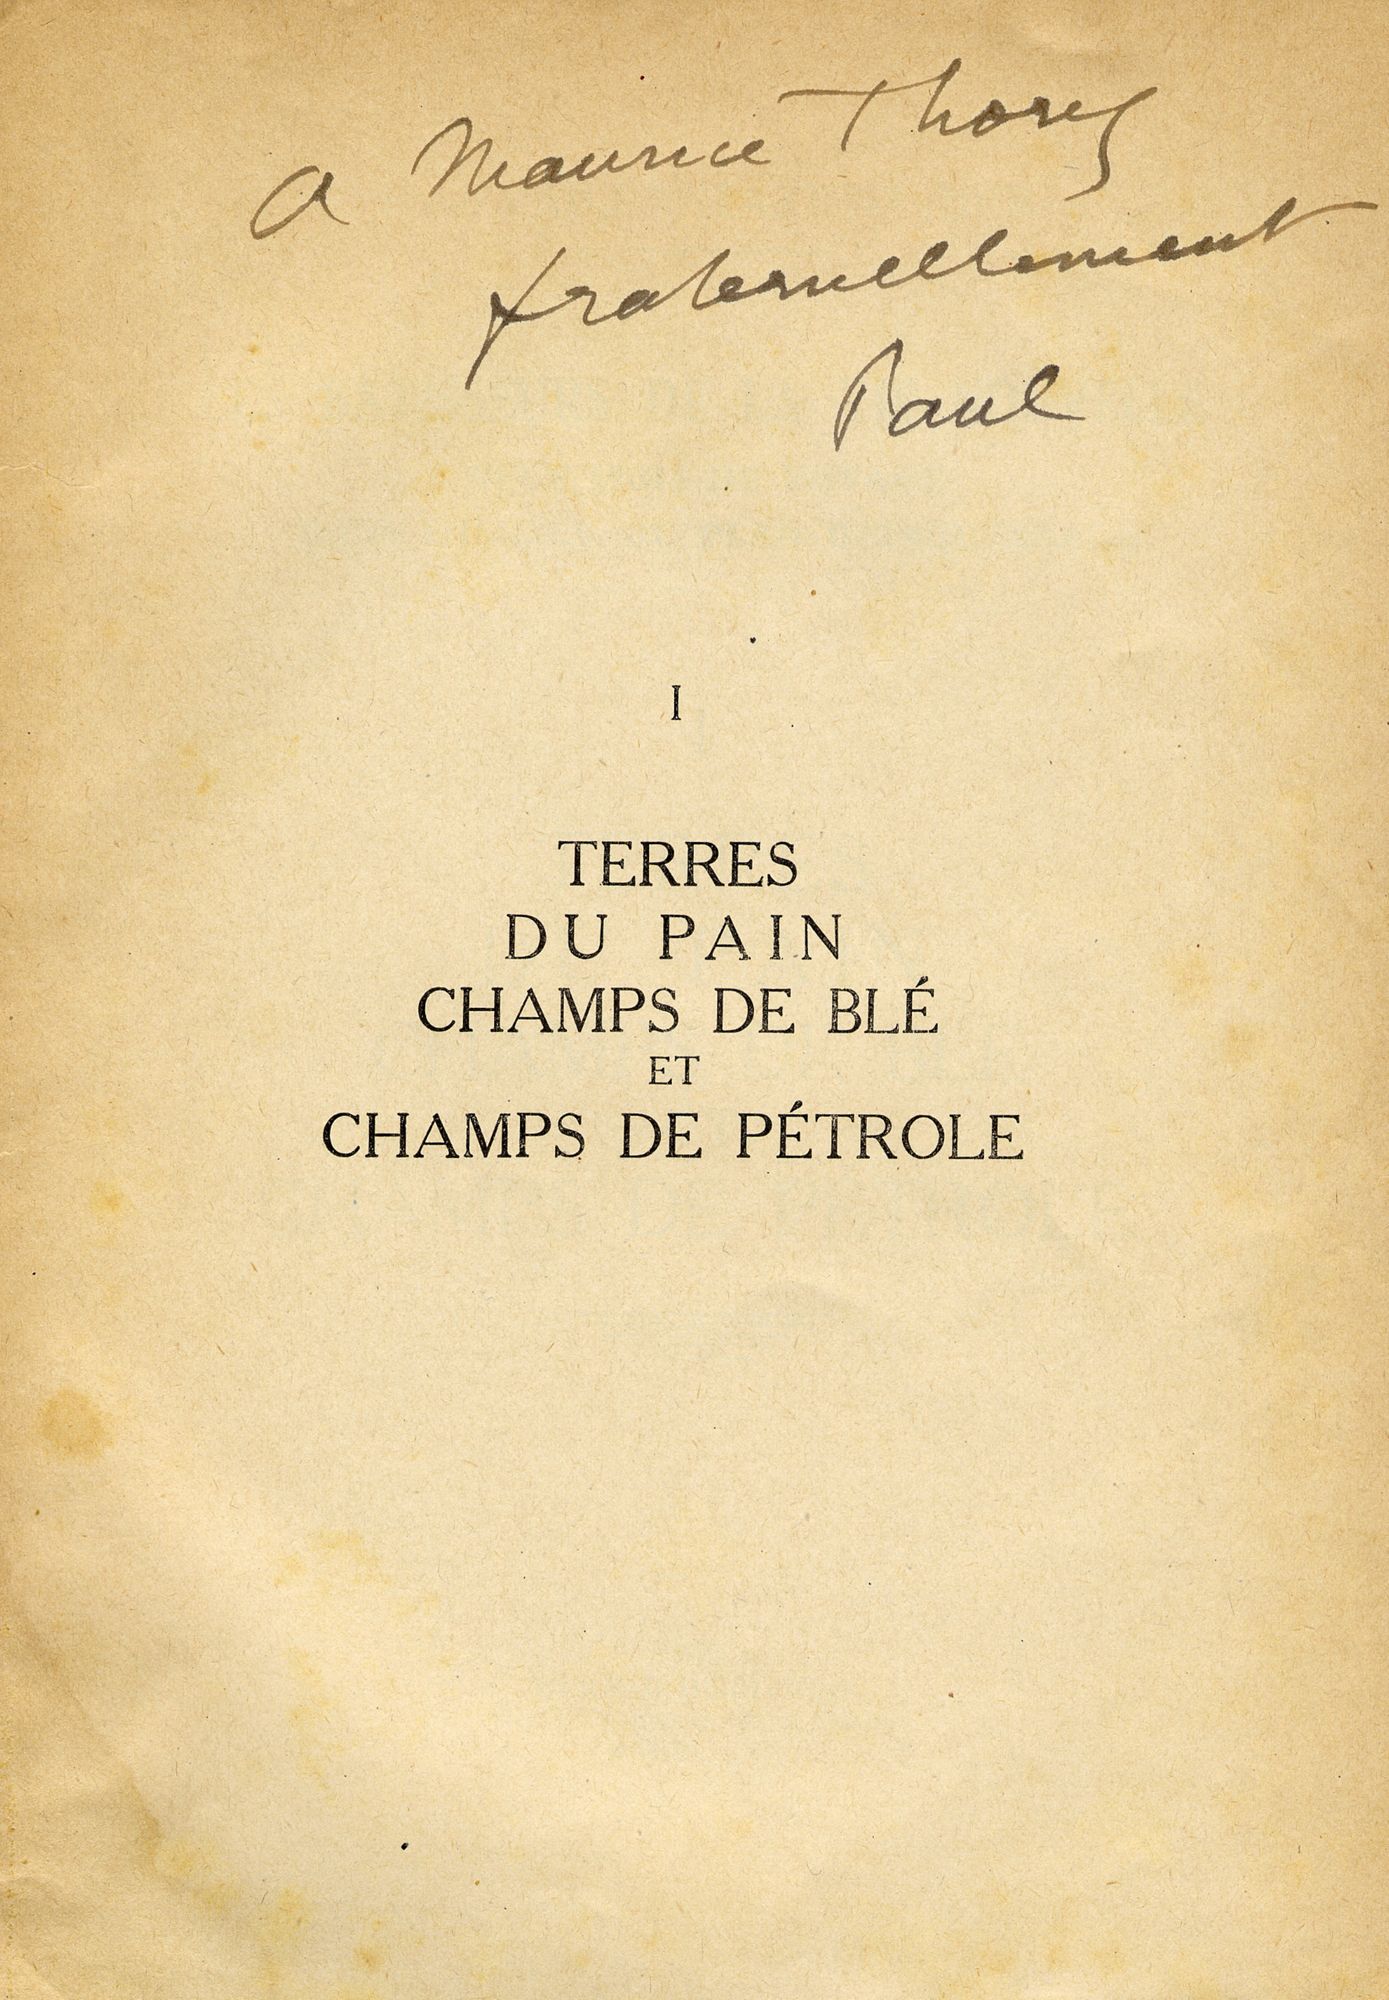 A Maurice Thorez
fraternellement
Paul
I
TERRES
DU PAIN
CHAMPS DE BLÉ
ET
CHAMPS DE PÉTROLE